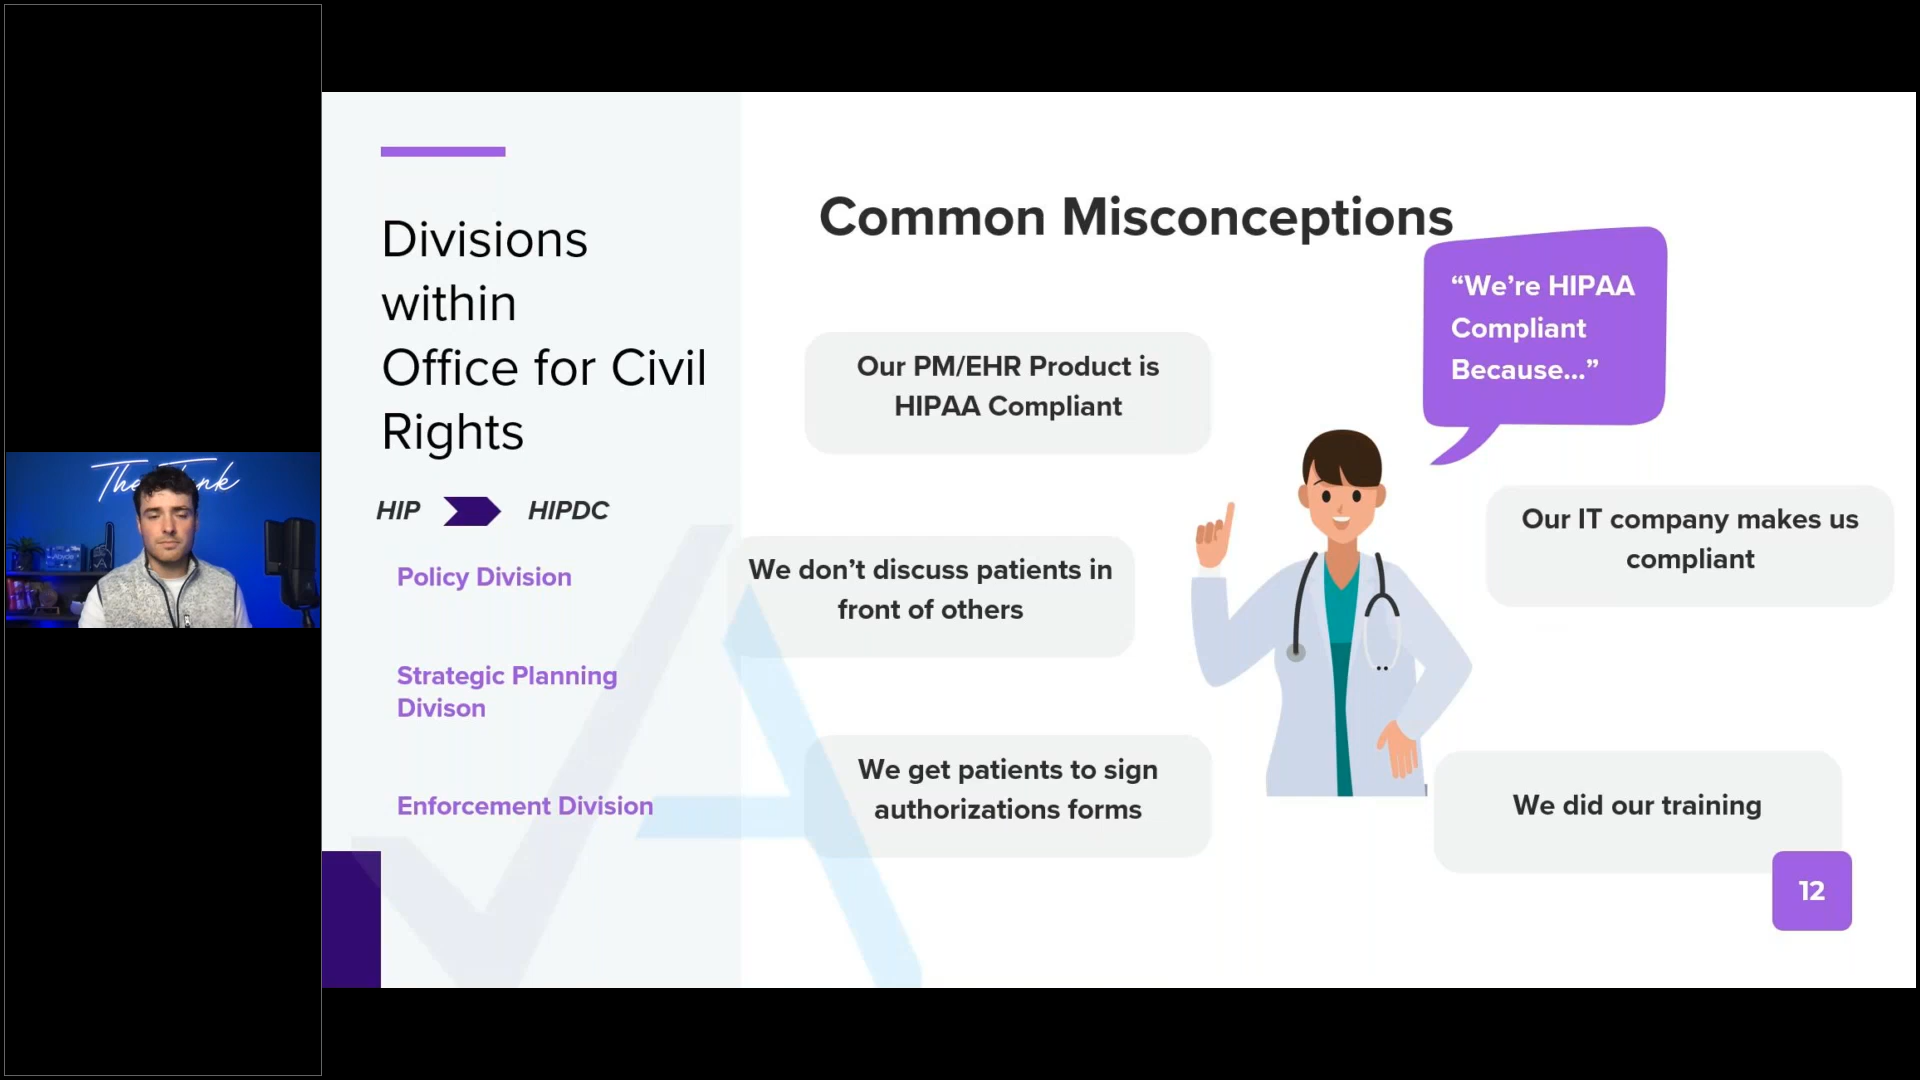 Divisions
within
Office for Civil
Rights
HIP
HIPDC
Policy Division
Strategic Planning
Divison
Enforcement Division
Common Misconceptions
“We’re HIPAA
Compliant
Because...”
Our PM/EHR Product is
HIPAA Compliant
Our IT company makes us
compliant
We don’t discuss patients in
front of others
We get patients to sign
authorizations forms
We did our training
12